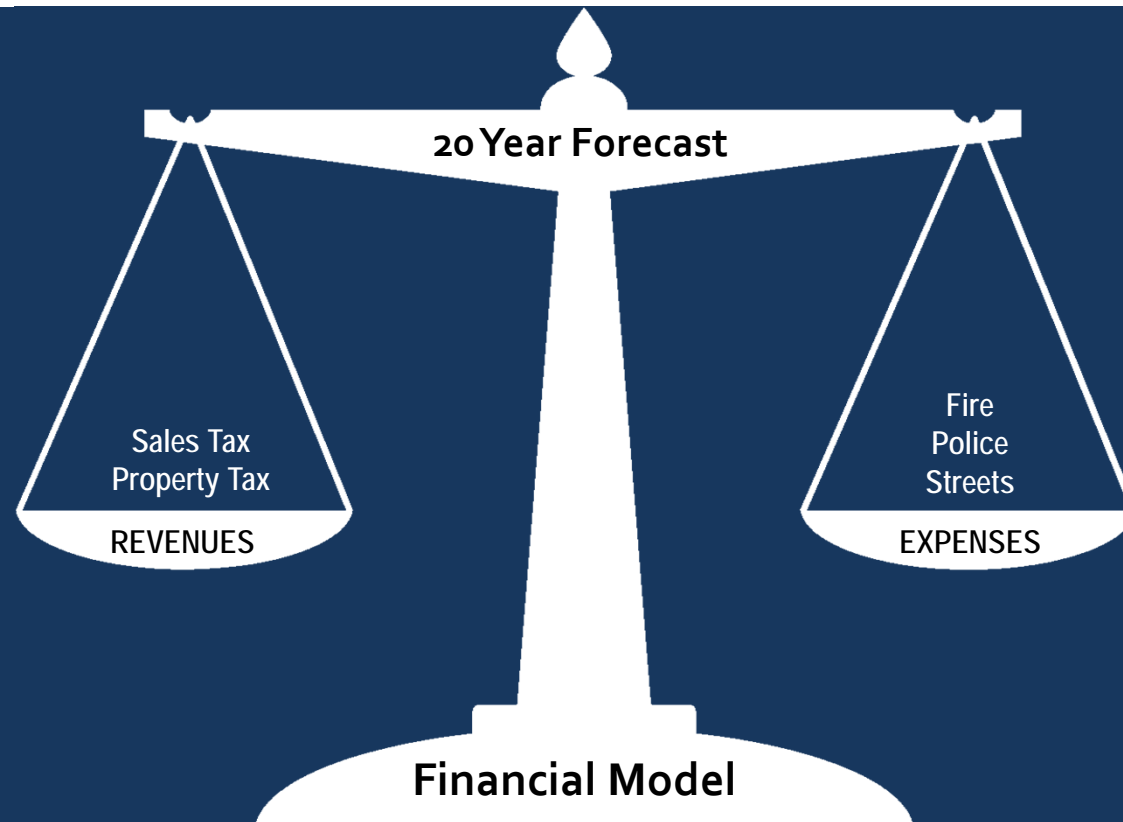 20 Year Forecast
Sales Tax
Property Tax
REVENUES
Fire
Police
Streets
EXPENSES
Financial Model